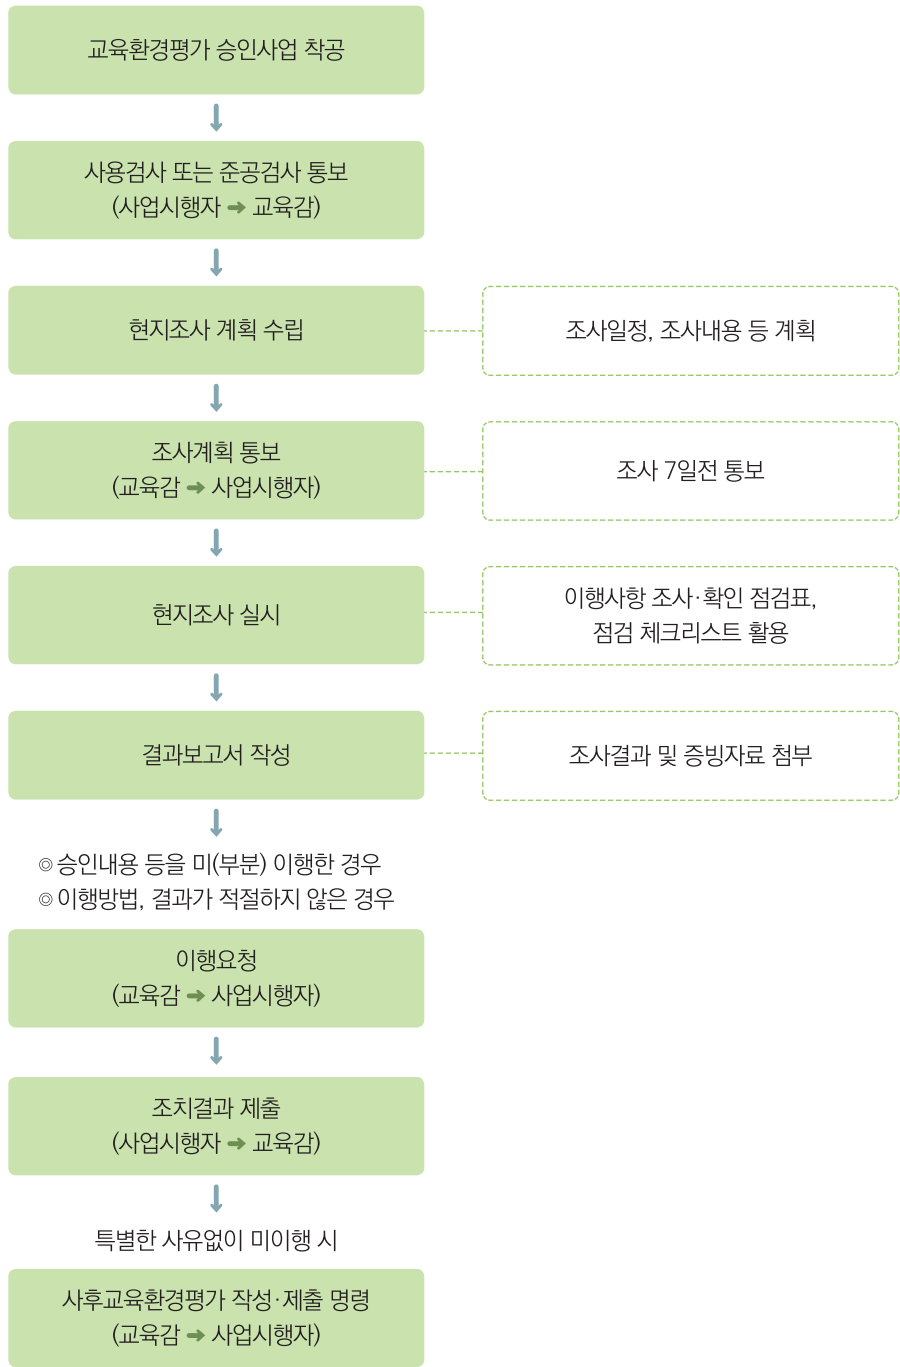 교육환경평가 승인사업 착공
사용검사 또는 준공검사 통보
(사업시행자 ➜ 교육감)
현지조사 계획 수립
조사일정, 조사내용 등 계획
조사계획 통보
(교육감 ➜ 사업시행자)
조사 7일전 통보
현지조사 실시
이행사항 조사·확인 점검표,
점검 체크리스트 활용
결과보고서 작성
조사결과 및 증빙자료 첨부
◎ 승인내용 등을 미(부분) 이행한 경우
◎ 이행방법, 결과가 적절하지 않은 경우
이행요청
(교육감 ➜ 사업시행자)
조치결과 제출
(사업시행자 ➜ 교육감)
특별한 사유없이 미이행 시
사후교육환경평가 작성·제출 명령
(교육감 ➜ 사업시행자)